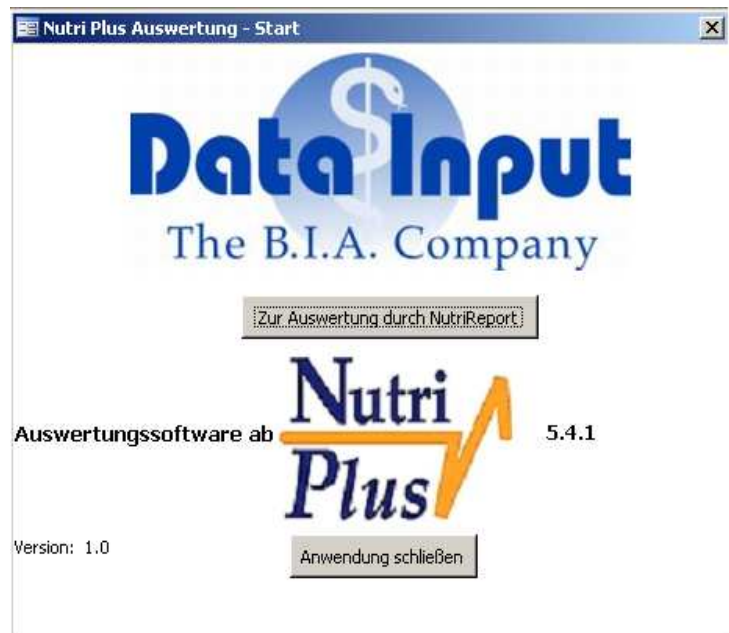 Nutri Plus Auswertung - Start
Data Input
The B.I.A. Company
Zur Auswertung durch NutriReport
Auswertungssoftware ab Nutri Plus 5.4.1
Version: 1.0
Anwendung schließen